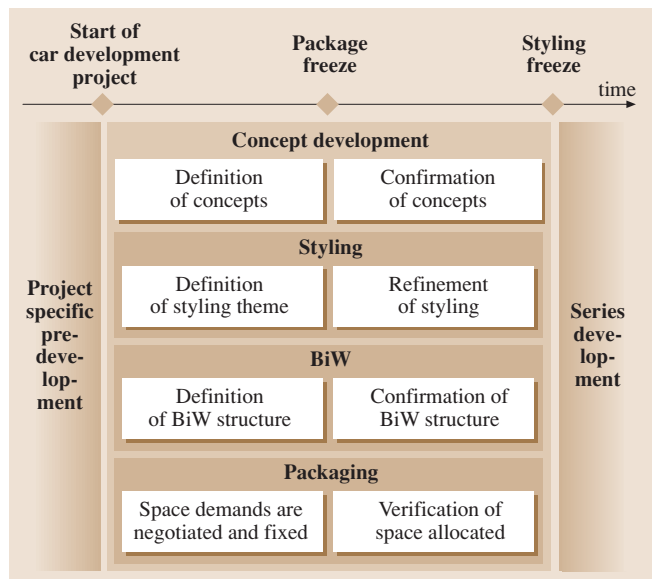 Start of
car development
project
Package
freeze
Styling
freeze
time
Project
specific
pre-
deve-
lop-
ment
Concept development
Definition
of concepts
Confirmation
of concepts
Styling
Definition
of styling theme
Refinement
of styling
BiW
Definition
of BiW structure
Confirmation of
BiW structure
Packaging
Space demands are
negotiated and fixed
Verification of
space allocated
Series
deve-
lop-
ment